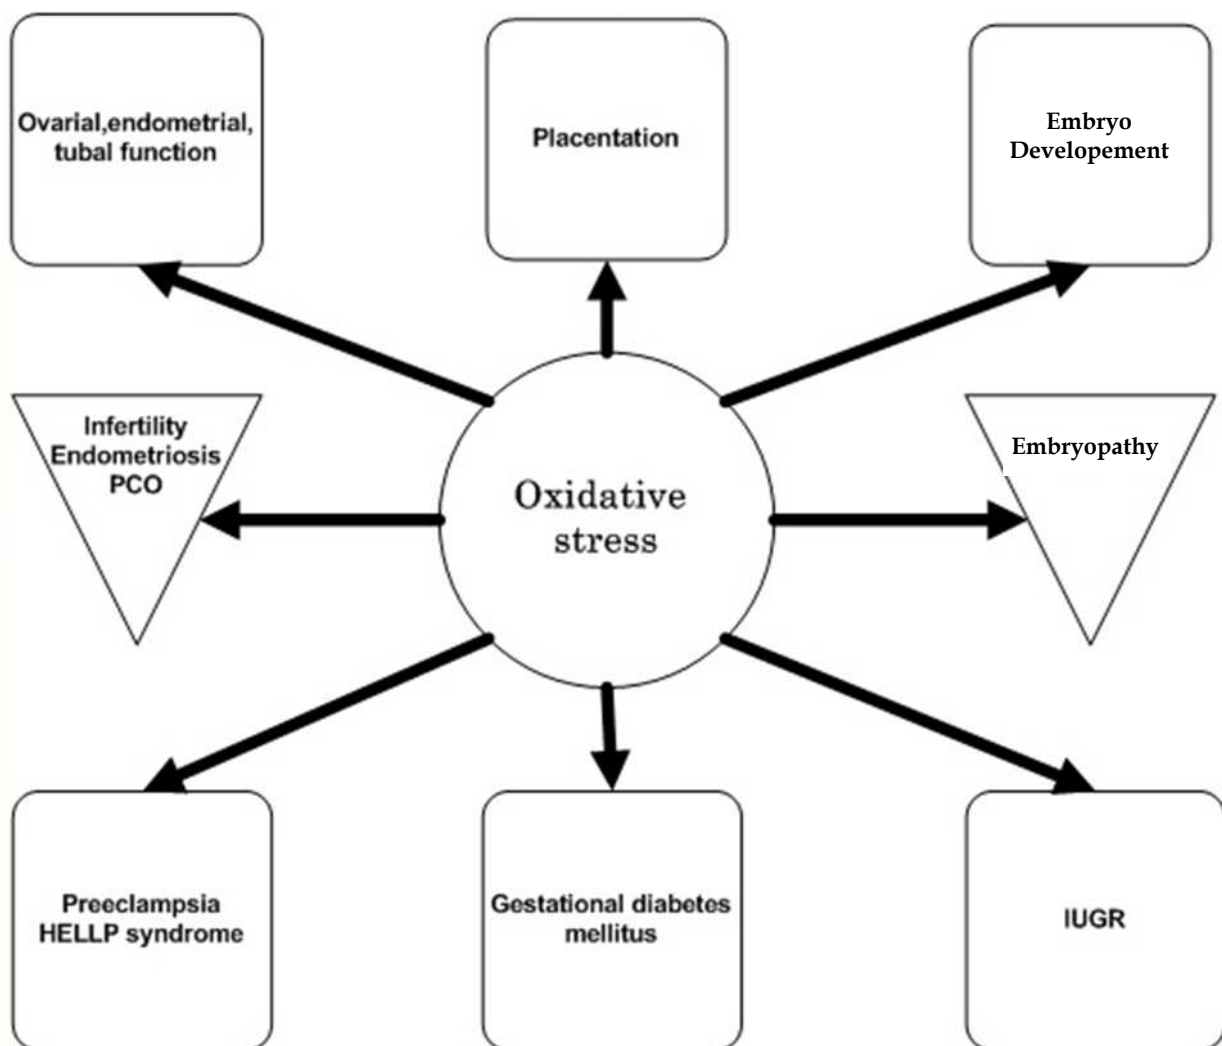 Ovarial,endometrial,
tubal function
Placentation
Embryo
Developement
Infertility
Endometriosis
PCO
Oxidative
stress
Embryopathy
Preeclampsia
HELLP syndrome
Gestational diabetes
mellitus
IUGR